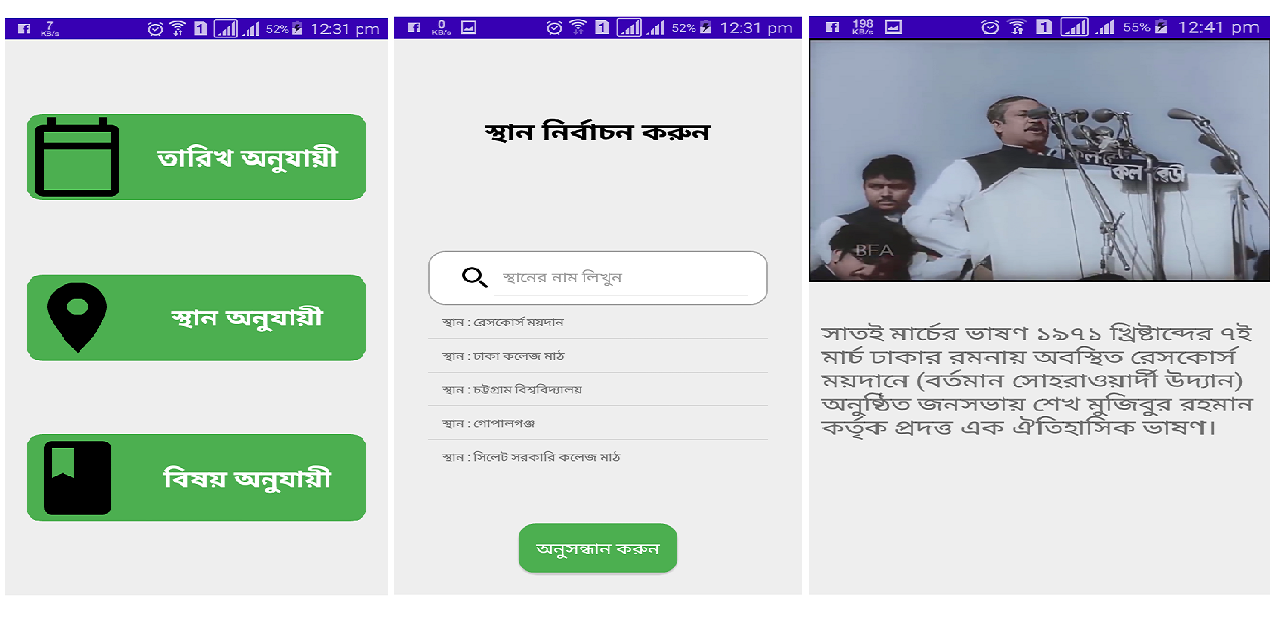 7
KB/s
1
52%
12:31 pm
তারিখ অনুযায়ী
স্থান অনুযায়ী
বিষয় অনুযায়ী
0
KB/s
1
52%
12:31 pm
স্থান নির্বাচন করুন
স্থানের নাম লিখুন
স্থান : রেসকোর্স ময়দান
স্থান : ঢাকা কলেজ মাঠ
স্থান : চট্টগ্রাম বিশ্ববিদ্যালয়
স্থান : গোপালগঞ্জ
স্থান : সিলেট সরকারি কলেজ মাঠ
অনুসন্ধান করুন
198
KB/s
1
55%
12:41 pm
কল রেডী
BFA
সাতই মার্চের ভাষণ ১৯৭১ খ্রিষ্টাব্দের ৭ই
মার্চ ঢাকার রমনায় অবস্থিত রেসকোর্স
ময়দানে (বর্তমান সোহরাওয়ার্দী উদ্যান)
অনুষ্ঠিত জনসভায় শেখ মুজিবুর রহমান
কর্তৃক প্রদত্ত এক ঐতিহাসিক ভাষণ।